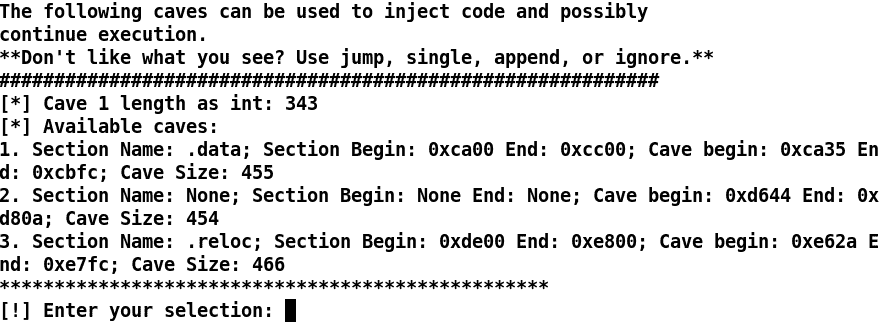 The following caves can be used to inject code and possibly
continue execution.
**Don't like what you see? Use jump, single, append, or ignore.**
############################################################
[*] Cave 1 length as int: 343
[*] Available caves:
1. Section Name: .data; Section Begin: 0xca00 End: 0xcc00; Cave begin: 0xca35 En
d: 0xcbfc; Cave Size: 455
2. Section Name: None; Section Begin: None End: None; Cave begin: 0xd644 End: 0x
d80a; Cave Size: 454
3. Section Name: .reloc; Section Begin: 0xde00 End: 0xe800; Cave begin: 0xe62a E
nd: 0xe7fc; Cave Size: 466
**************************************************
[!] Enter your selection: